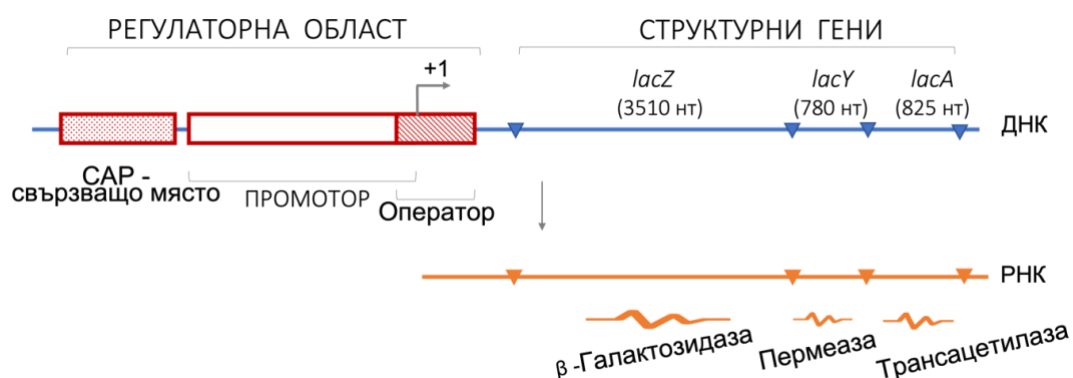 РЕГУЛАТОРНА ОБЛАСТ
СТРУКТУРНИ ГЕНИ
+1
lacZ
(3510 нт)
lacY
(780 нт)
lacA
(825 нт)
ДНК
CAP -
свързващо място
ПРОМОТОР
Оператор
РНК
β -Галактозидаза
Пермеаза
Трансацетилаза